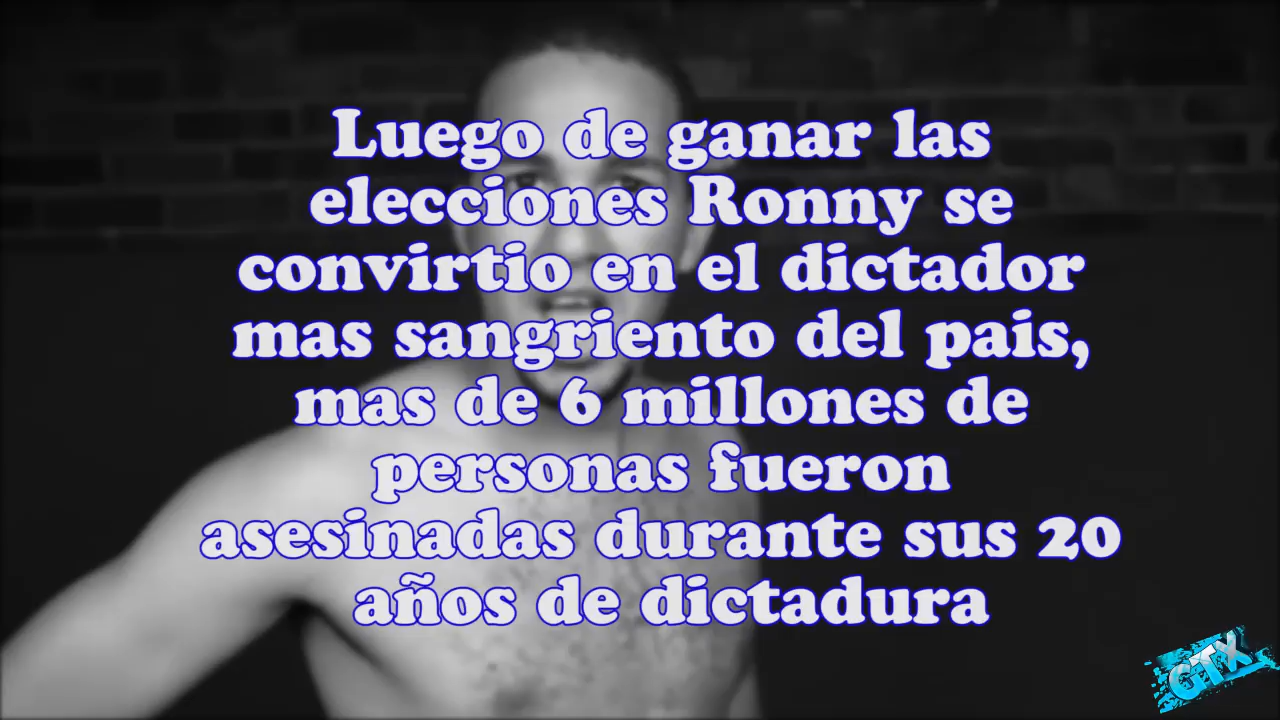 Luego de ganar las
elecciones Ronny se
convirtio en el dictador
mas sangriento del pais,
mas de 6 millones de
personas fueron
asesinadas durante sus 20
años de dictadura
GTX